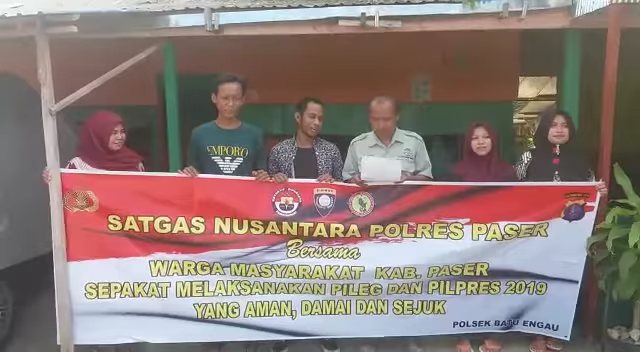 EMPORIO
SATGAS NUSANTARA POLRES PASER
Bersama
WARGA MASYARAKAT KAB. PASER
SEPAKAT MELAKSANAKAN PILEG DAN PILPRES 2019
YANG AMAN, DAMAI DAN SEJUK
POLSEK BATU ENGAU